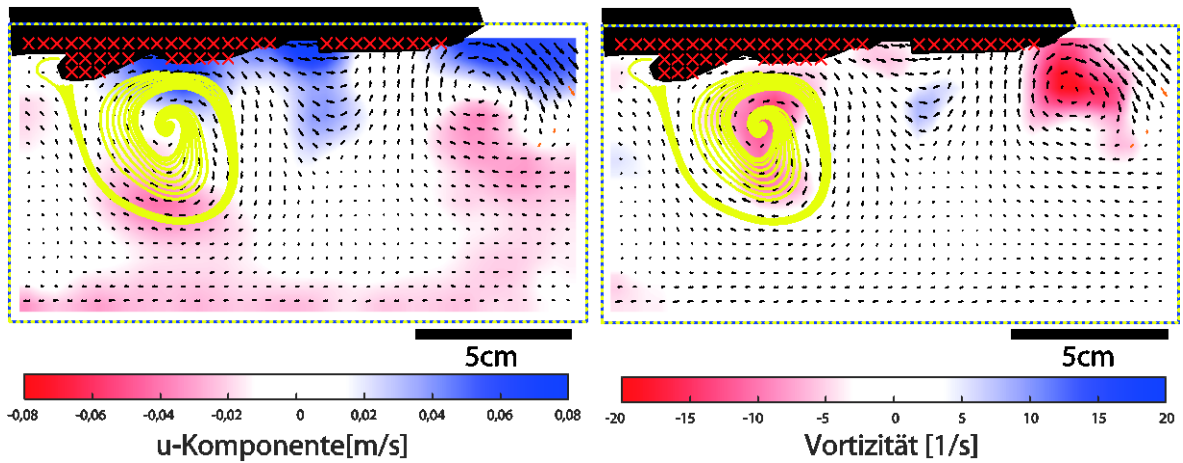 5cm
-0,08 -0,06 -0,04 -0,02 0 0,02 0,04 0,06 0,08
u-Komponente[m/s]
5cm
-20 -15 -10 -5 0 5 10 15 20
Vortizität [1/s]